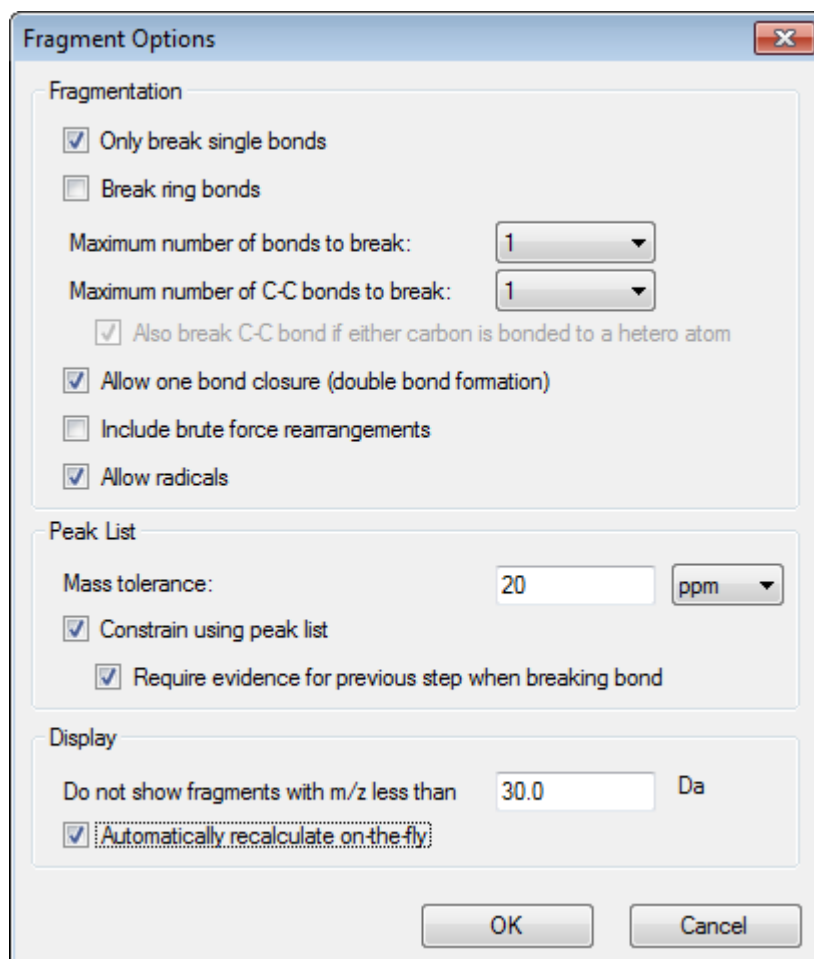 Fragment Options
Fragmentation
Only break single bonds
Break ring bonds
Maximum number of bonds to break: 1
Maximum number of C-C bonds to break: 1
Also break C-C bond if either carbon is bonded to a hetero atom
Allow one bond closure (double bond formation)
Include brute force rearrangements
Allow radicals
Peak List
Mass tolerance: 20 ppm
Constrain using peak list
Require evidence for previous step when breaking bond
Display
Do not show fragments with m/z less than 30.0 Da
Automatically recalculate on-the-fly
OK Cancel